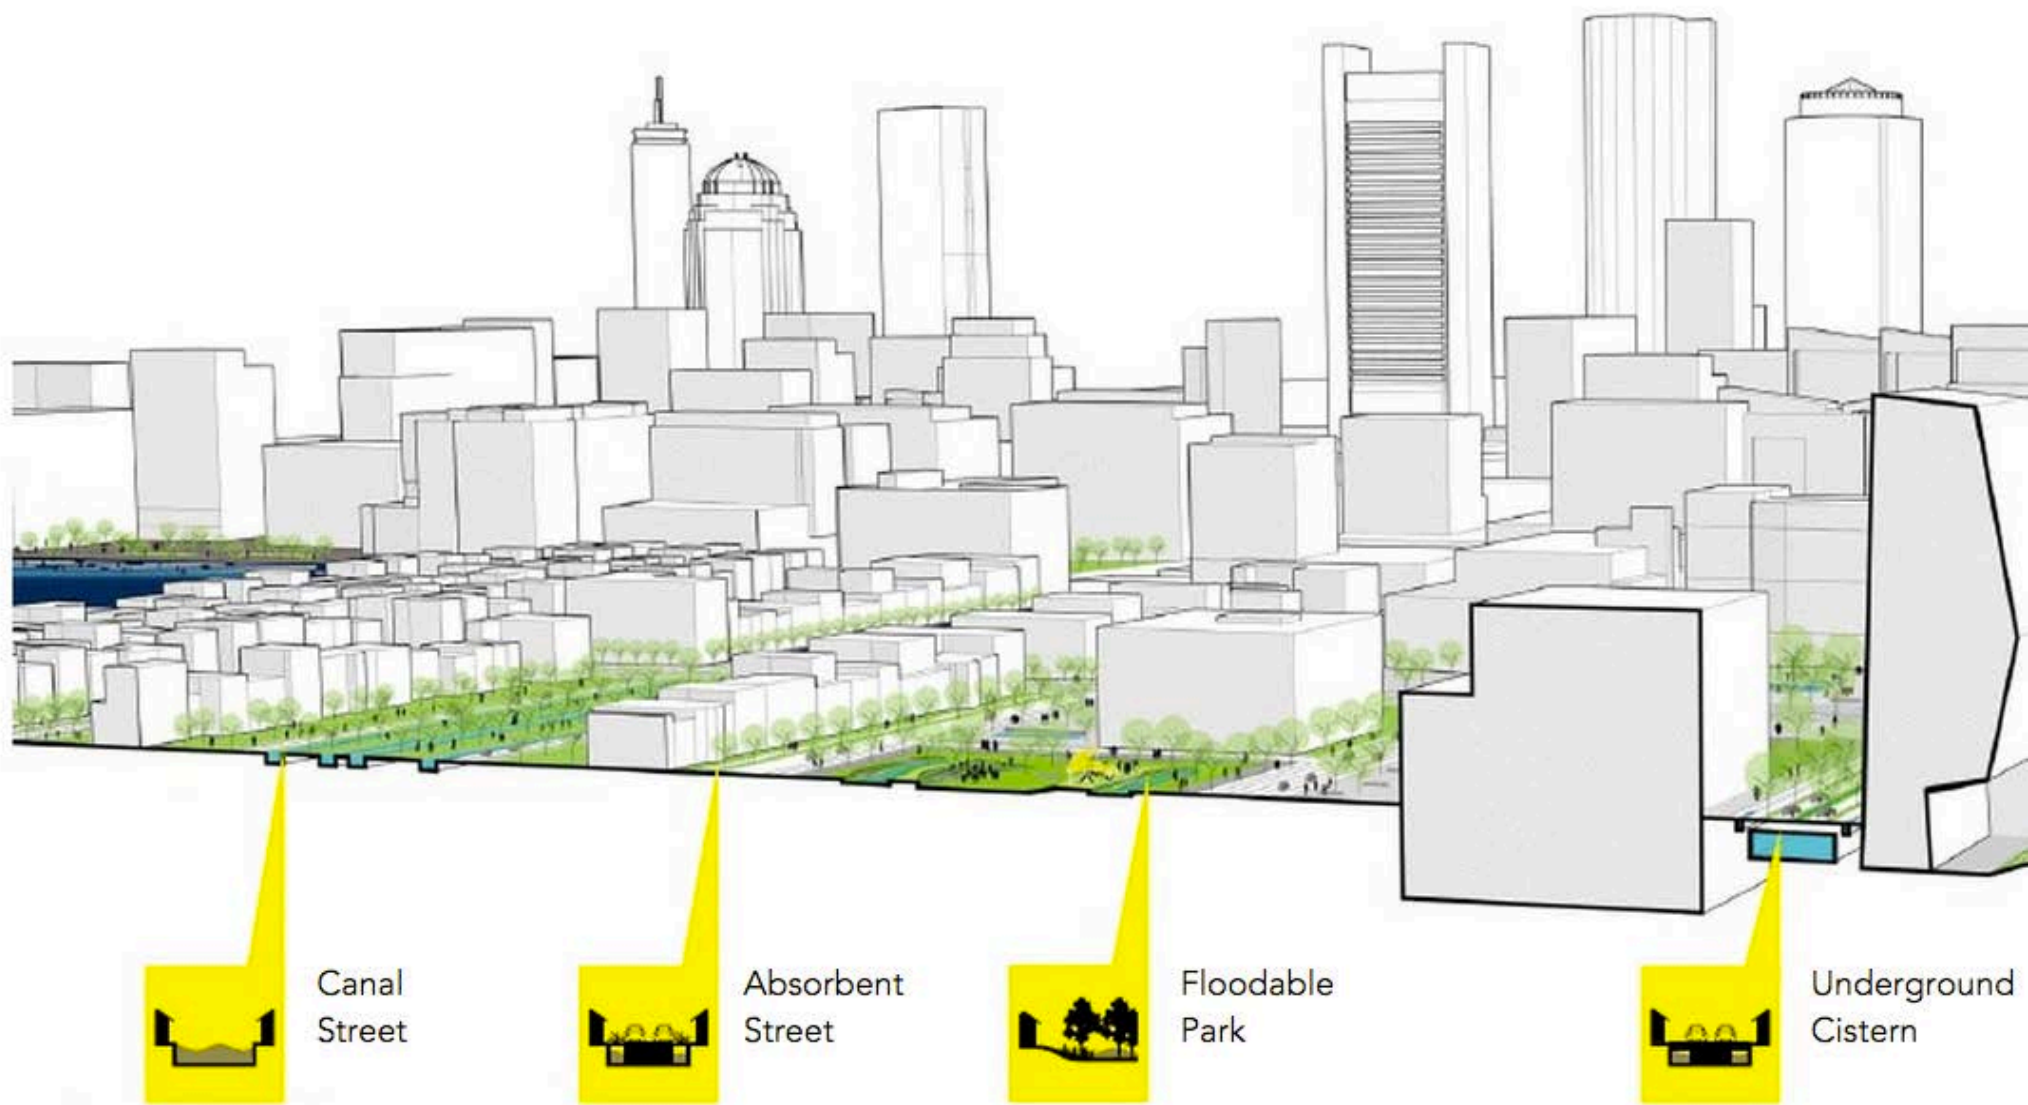 Canal
Street
Absorbent
Street
Floodable
Park
Underground
Cistern